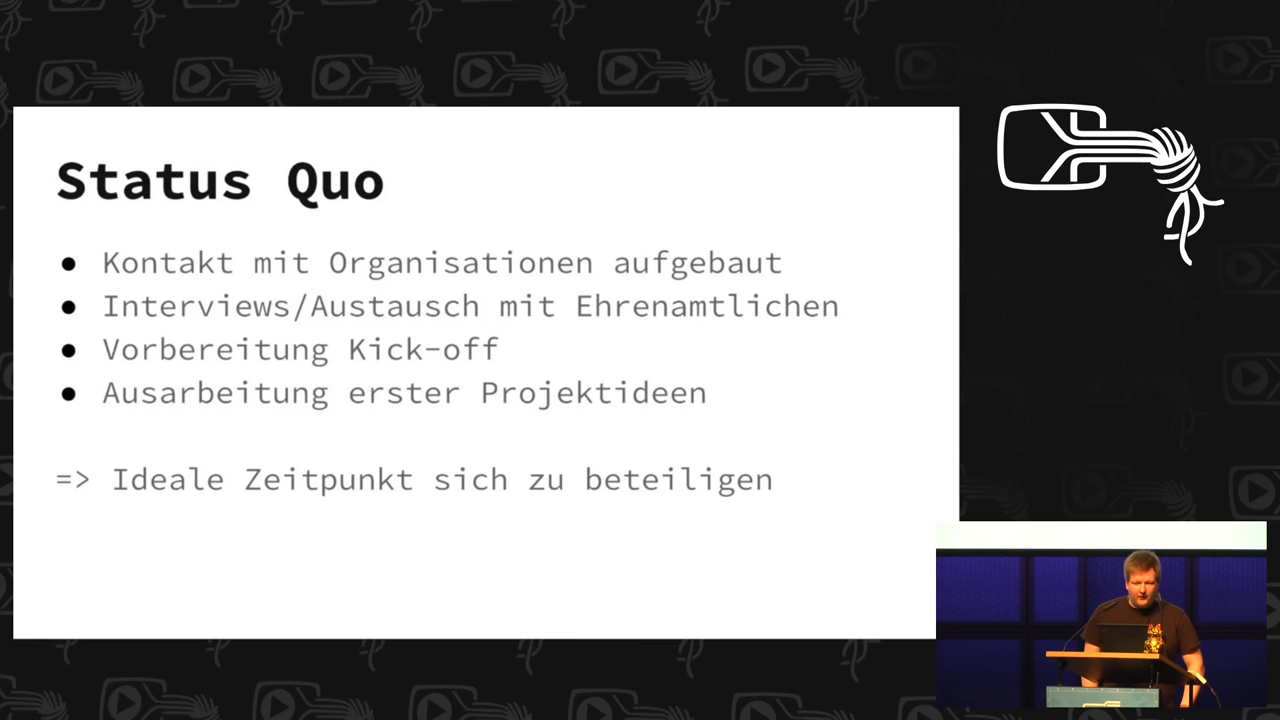 Status Quo
● Kontakt mit Organisationen aufgebaut
● Interviews/Austausch mit Ehrenamtlichen
● Vorbereitung Kick-off
● Ausarbeitung erster Projektideen
=> Ideale Zeitpunkt sich zu beteiligen